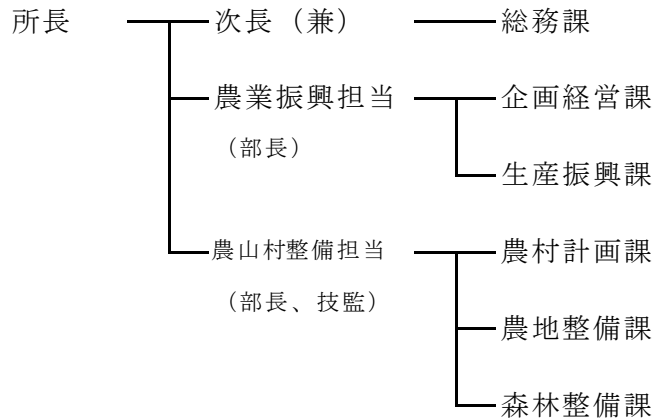 所長 次長（兼） 総務課
農業振興担当 企画経営課
（部長）
生産振興課
農山村整備担当 農村計画課
（部長、技監）
農地整備課
森林整備課